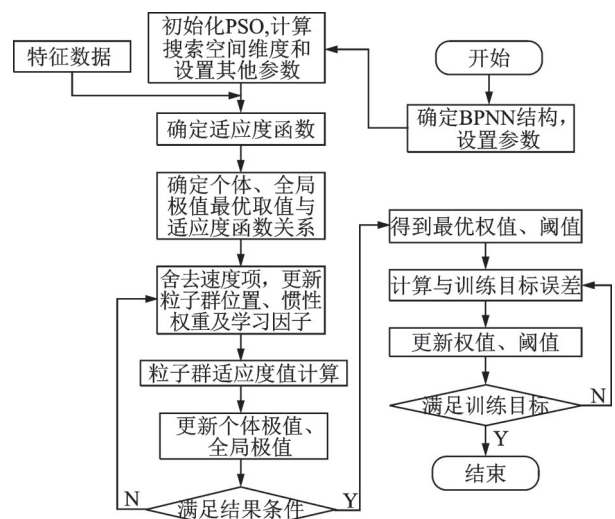 开始
确定BPNN结构，
设置参数
初始化PSO,计算
搜索空间维度和
设置其他参数
特征数据
确定适应度函数
确定个体、全局
极值最优取值与
适应度函数关系
舍去速度项，更新
粒子群位置、惯性
权重及学习因子
粒子群适应度值计算
更新个体极值、
全局极值
满足结果条件
N
Y
得到最优权值、阈值
计算与训练目标误差
更新权值、阈值
满足训练目标
N
Y
结束